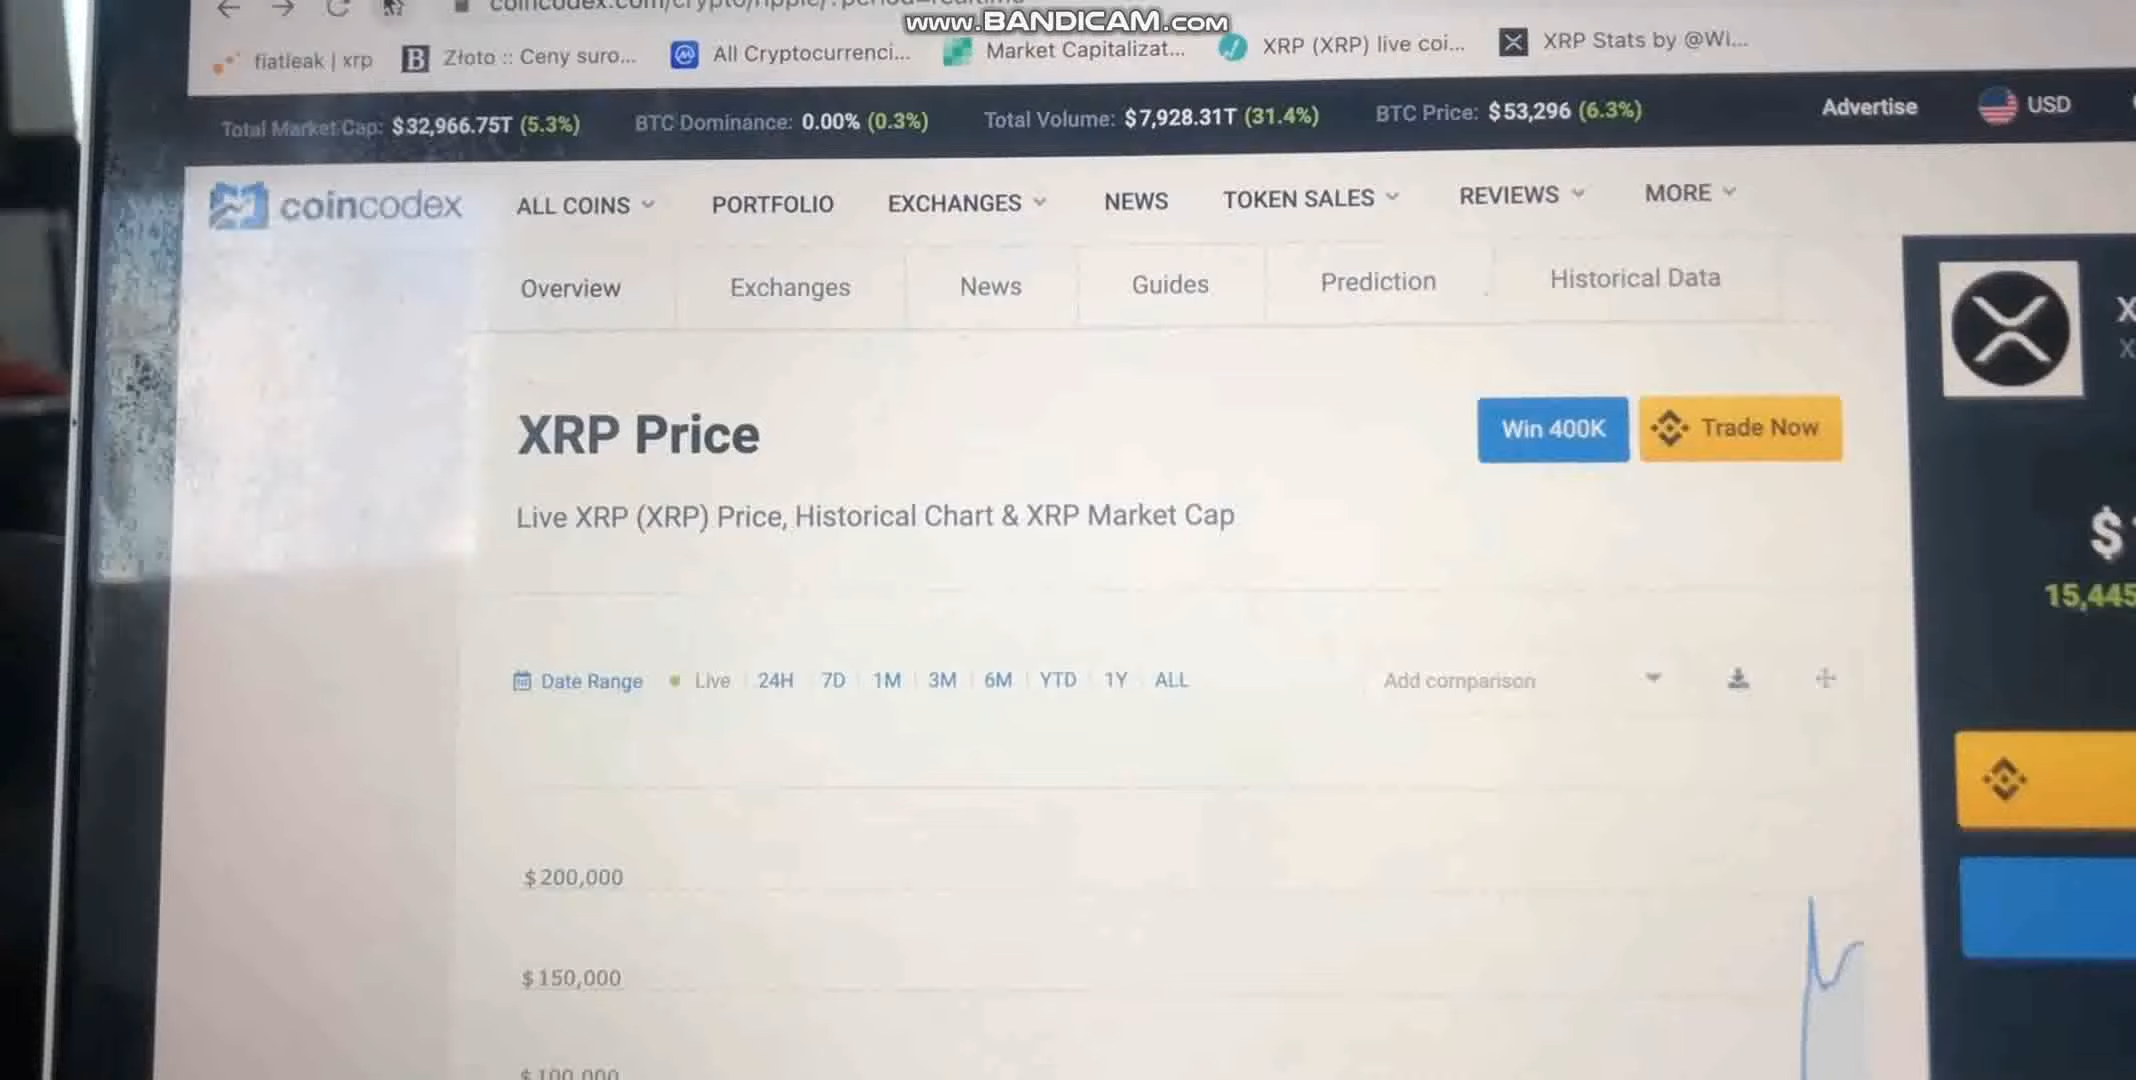 www.BANDICAM.com
fiatleak | xrp
Złoto :: Ceny suro...
All Cryptocurrenci...
Market Capitalizat...
XRP (XRP) live coi...
XRP Stats by @Wi...
Total Market Cap: $32,966.75T (5.3%)
BTC Dominance: 0.00% (0.3%)
Total Volume: $7,928.31T (31.4%)
BTC Price: $53,296 (6.3%)
Advertise
USD
coincodex
ALL COINS
PORTFOLIO
EXCHANGES
NEWS
TOKEN SALES
REVIEWS
MORE
Overview
Exchanges
News
Guides
Prediction
Historical Data
XRP Price
Win 400K
Trade Now
Live XRP (XRP) Price, Historical Chart & XRP Market Cap
$
15,445
Date Range
Live
24H
7D
1M
3M
6M
YTD
1Y
ALL
Add comparison
$200,000
$150,000
$100,000